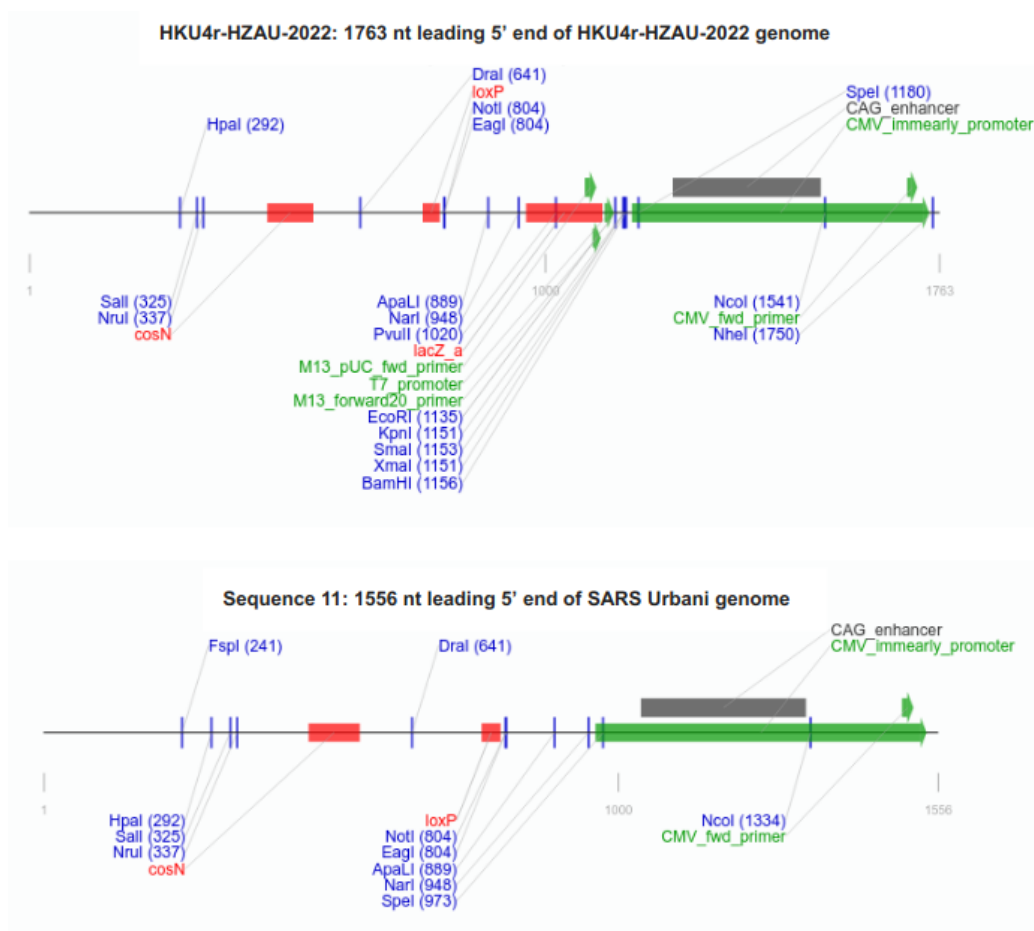 HKU4r-HZAU-2022: 1763 nt leading 5’ end of HKU4r-HZAU-2022 genome
DraI (641)
loxP
NotI (804)
EagI (804)
HpaI (292)
SpeI (1180)
CAG_enhancer
CMV_immearly_promoter
1
1000
1763
SalI (325)
NruI (337)
cosN
ApaLI (889)
NarI (948)
PvuII (1020)
lacZ_a
M13_pUC_fwd_primer
T7_promoter
M13_forward20_primer
EcoRI (1135)
KpnI (1151)
SmaI (1153)
XmaI (1151)
BamHI (1156)
NcoI (1541)
CMV_fwd_primer
NheI (1750)
Sequence 11: 1556 nt leading 5’ end of SARS Urbani genome
FspI (241)
DraI (641)
CAG_enhancer
CMV_immearly_promoter
1
1000
1556
HpaI (292)
SalI (325)
NruI (337)
cosN
loxP
NotI (804)
EagI (804)
ApaLI (889)
NarI (948)
SpeI (973)
NcoI (1334)
CMV_fwd_primer